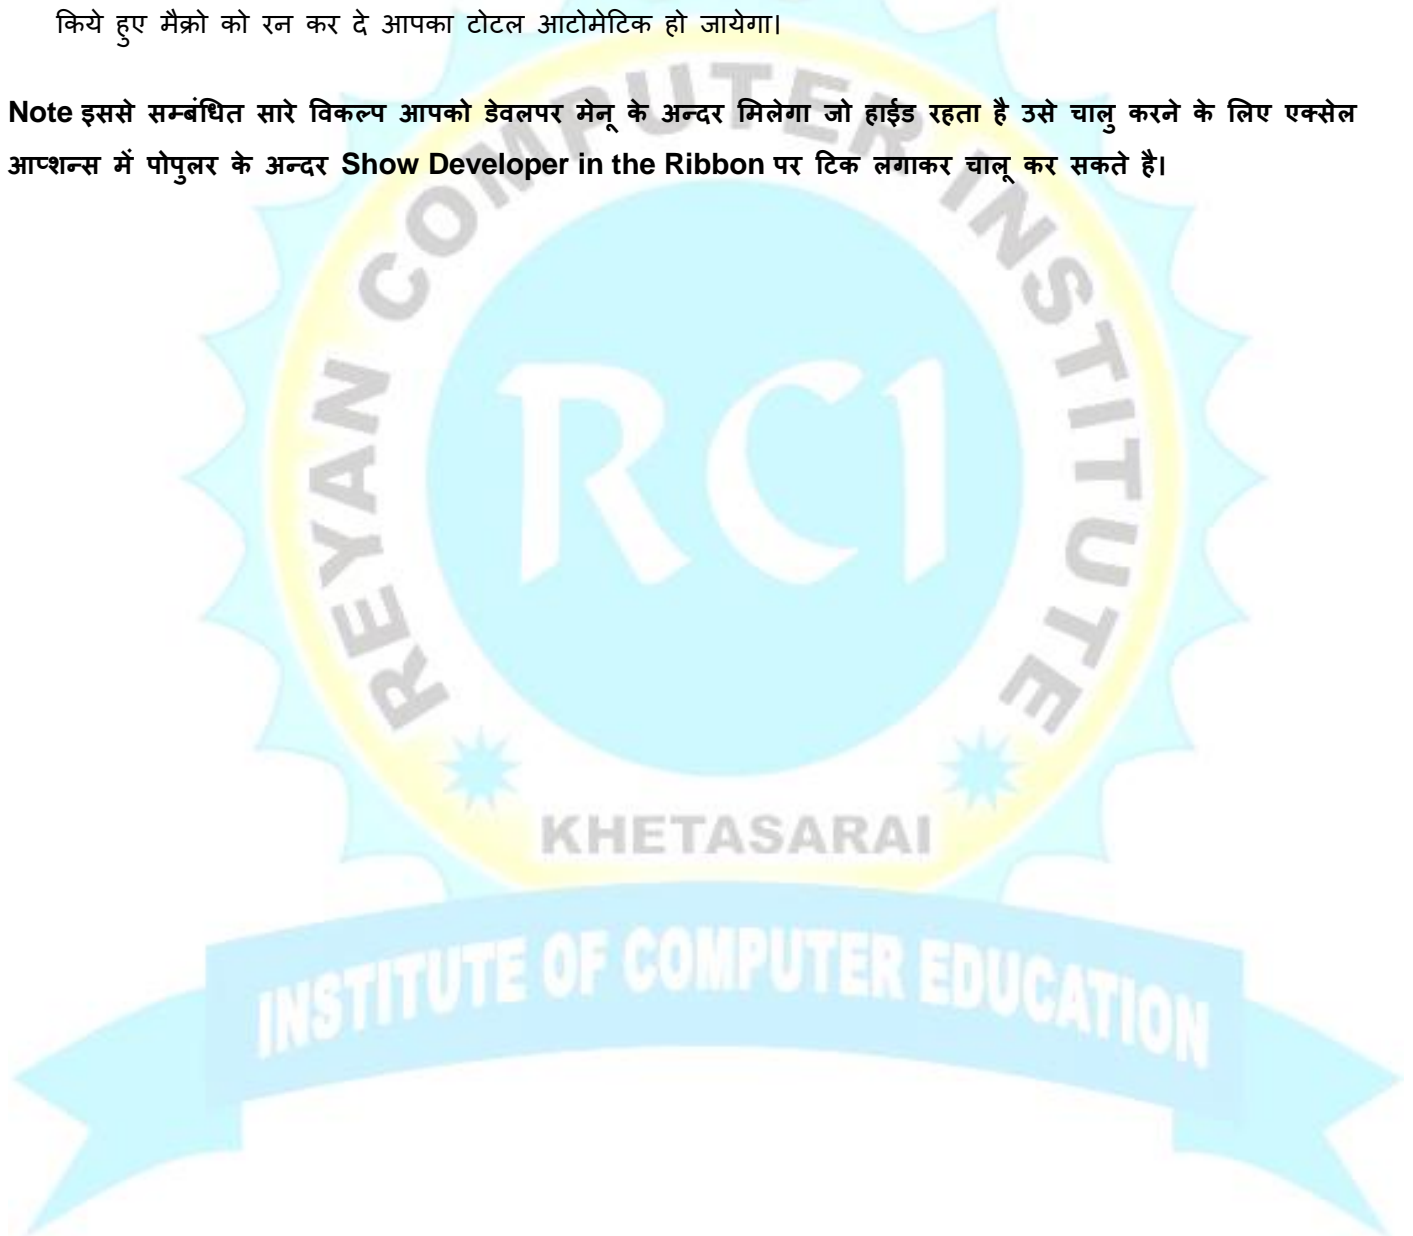 किये हुए मैक्रो को रन कर दे आपका टोटल आटोमेटिक हो जायेगा।
Note इससे सम्बंधित सारे विकल्प आपको डेवलपर मेनू के अन्दर मिलेगा जो हाईड रहता है उसे चालु करने के लिए एक्सेल
आप्शन्स में पोपुलर के अन्दर Show Developer in the Ribbon पर टिक लगाकर चालू कर सकते है।
REYAN COMPUTER INSTITUTE
RCI
KHETASARAI
INSTITUTE OF COMPUTER EDUCATION